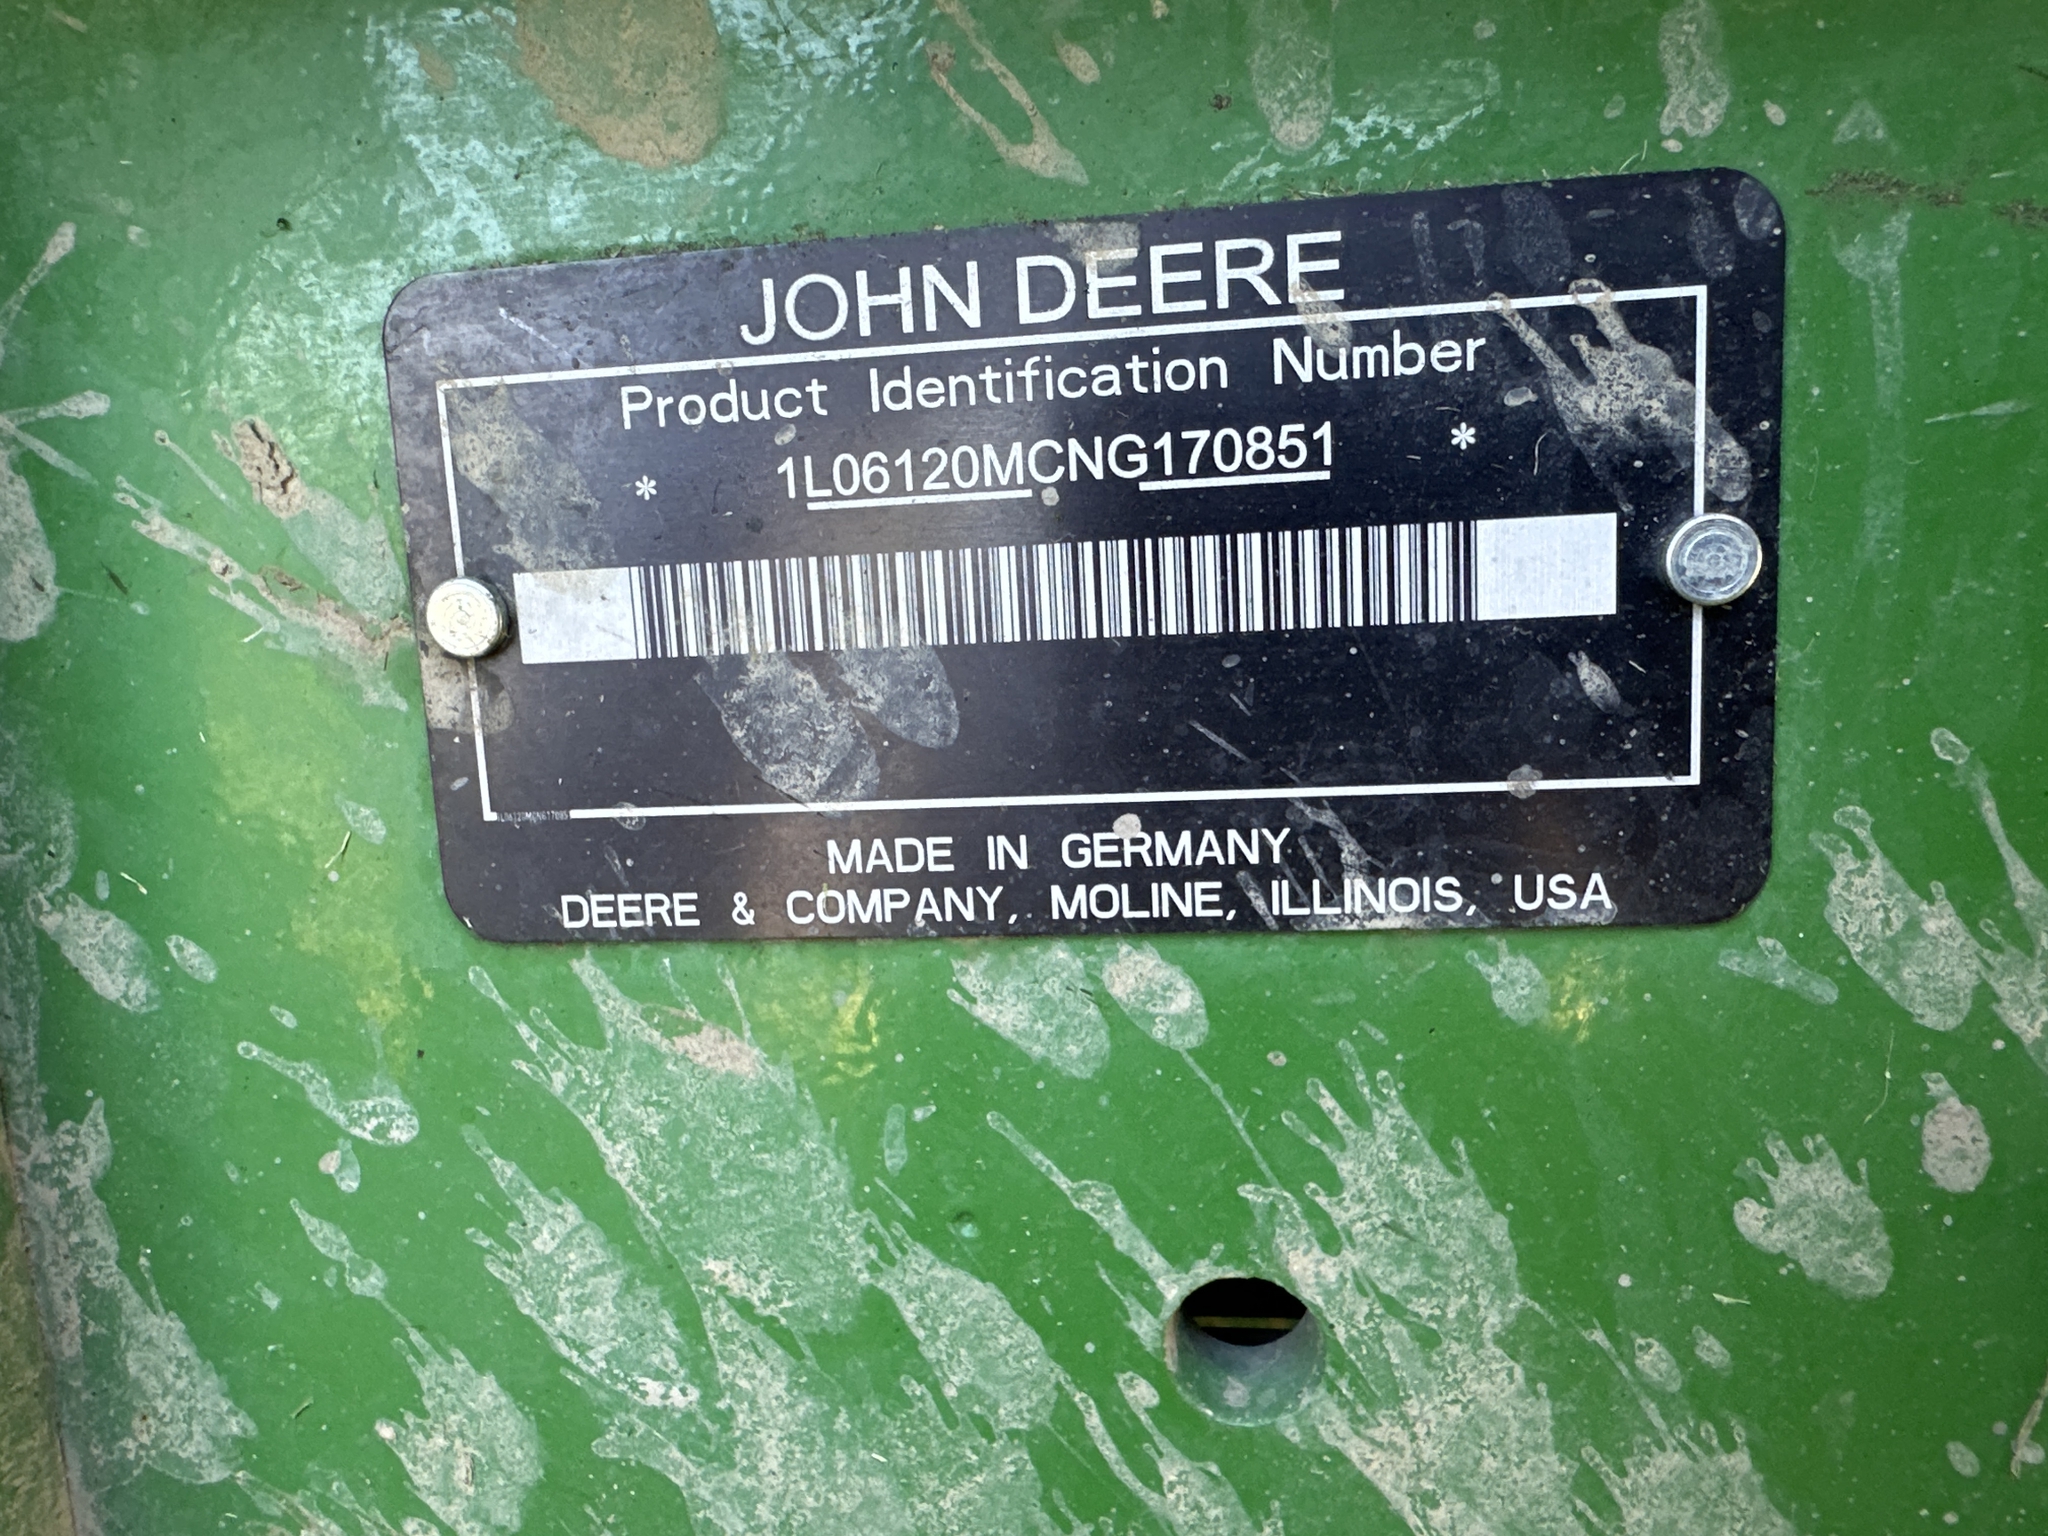 JOHN DEERE
Product Identification Number
* 1L06120MCNG170851 *
MADE IN GERMANY
DEERE & COMPANY, MOLINE, ILLINOIS, USA